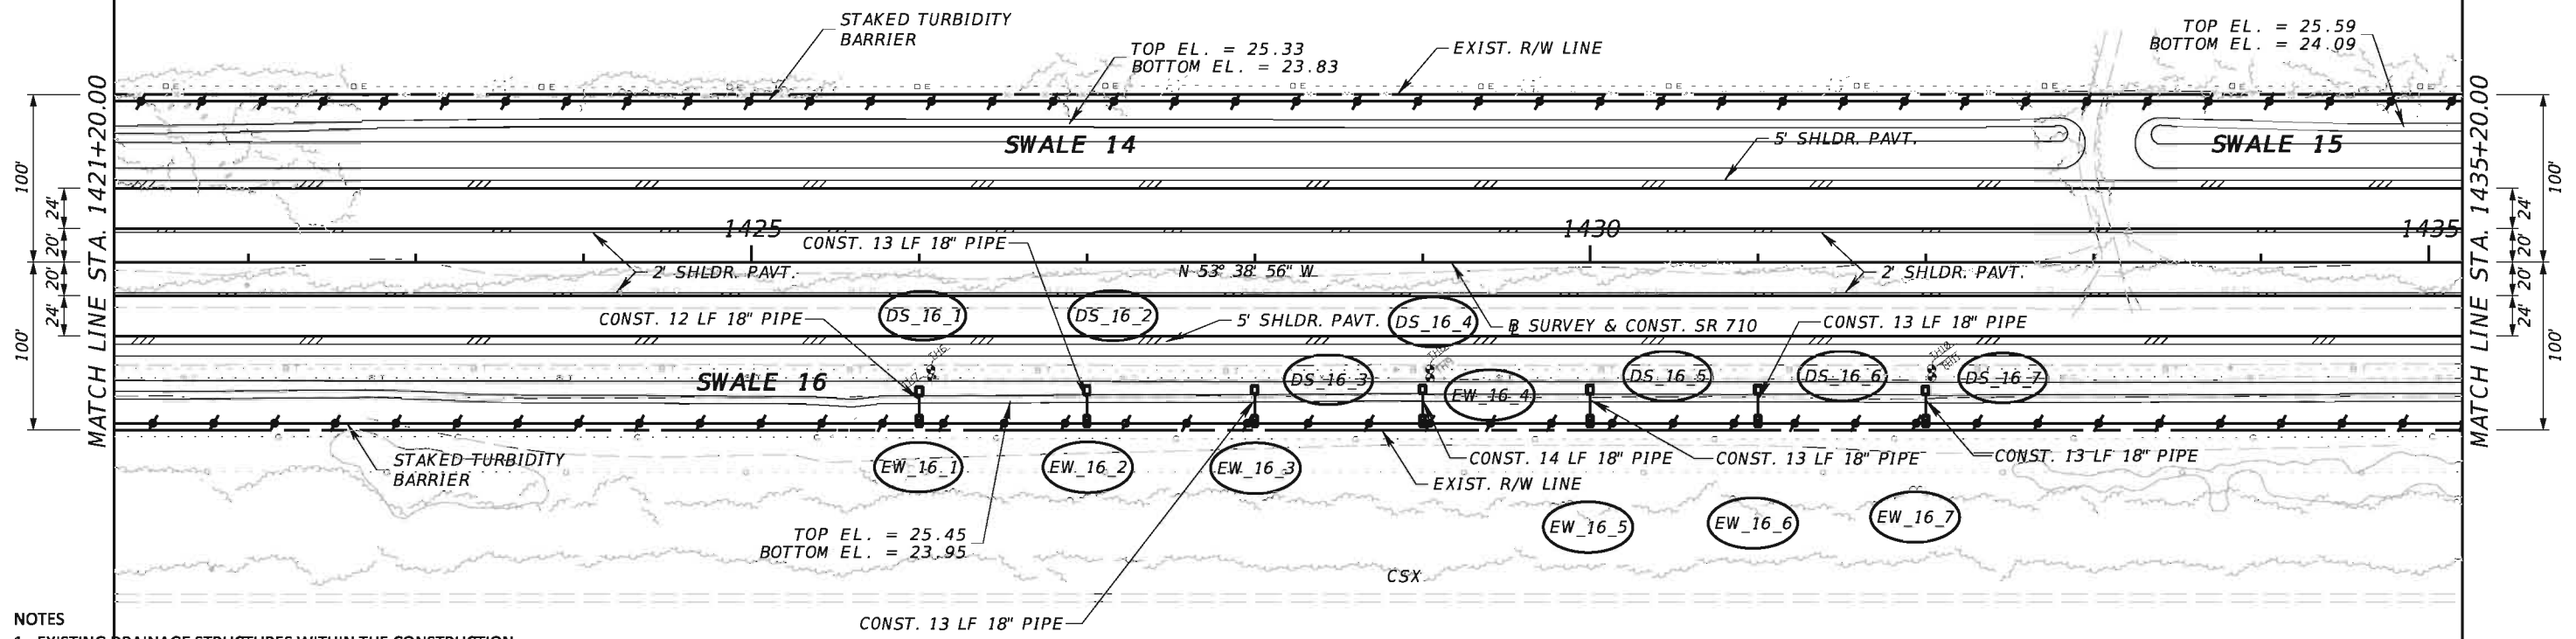 STAKED TURBIDITY
BARRIER
TOP EL. = 25.33
BOTTOM EL. = 23.83
EXIST. R/W LINE
TOP EL. = 25.59
BOTTOM EL. = 24.09
MATCH LINE STA. 1421+20.00
MATCH LINE STA. 1435+20.00
100'
24'
20'
20'
24'
100'
SWALE 14
5' SHLDR. PAVT.
SWALE 15
100'
24'
20'
20'
24'
100'
1425
1430
1435
CONST. 13 LF 18" PIPE
2' SHLDR. PAVT.
N 53° 38' 56" W
2' SHLDR. PAVT.
CONST. 12 LF 18" PIPE
DS_16_1
DS_16_2
5' SHLDR. PAVT.
DS_16_4
SURVEY & CONST. SR 710
CONST. 13 LF 18" PIPE
SWALE 16
DS_16_3
EW_16_4
DS_16_5
DS_16_6
DS_16_7
STAKED TURBIDITY
BARRIER
EW_16_1
EW_16_2
EW_16_3
CONST. 14 LF 18" PIPE
CONST. 13 LF 18" PIPE
CONST. 13 LF 18" PIPE
EXIST. R/W LINE
TOP EL. = 25.45
BOTTOM EL. = 23.95
EW_16_5
EW_16_6
EW_16_7
CSX
CONST. 13 LF 18" PIPE
NOTES
1. EXISTING DRAINAGE STRUCTURES WITHIN THE CONSTRUCTION